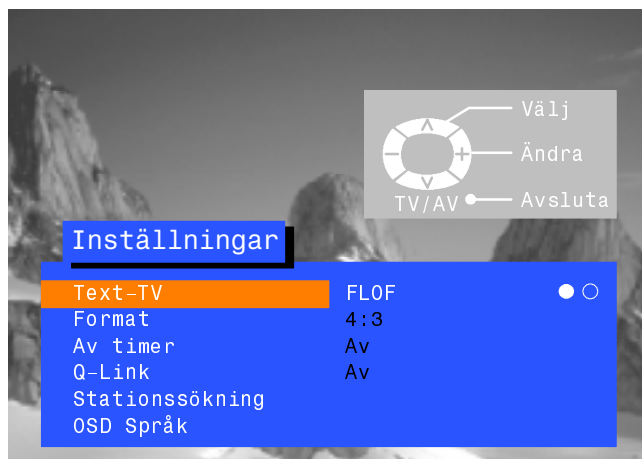 Välj
Ändra
TV/AV Avsluta
Inställningar
Text-TV FLOF
Format 4:3
Av timer Av
Q-Link Av
Stationssökning
OSD Språk